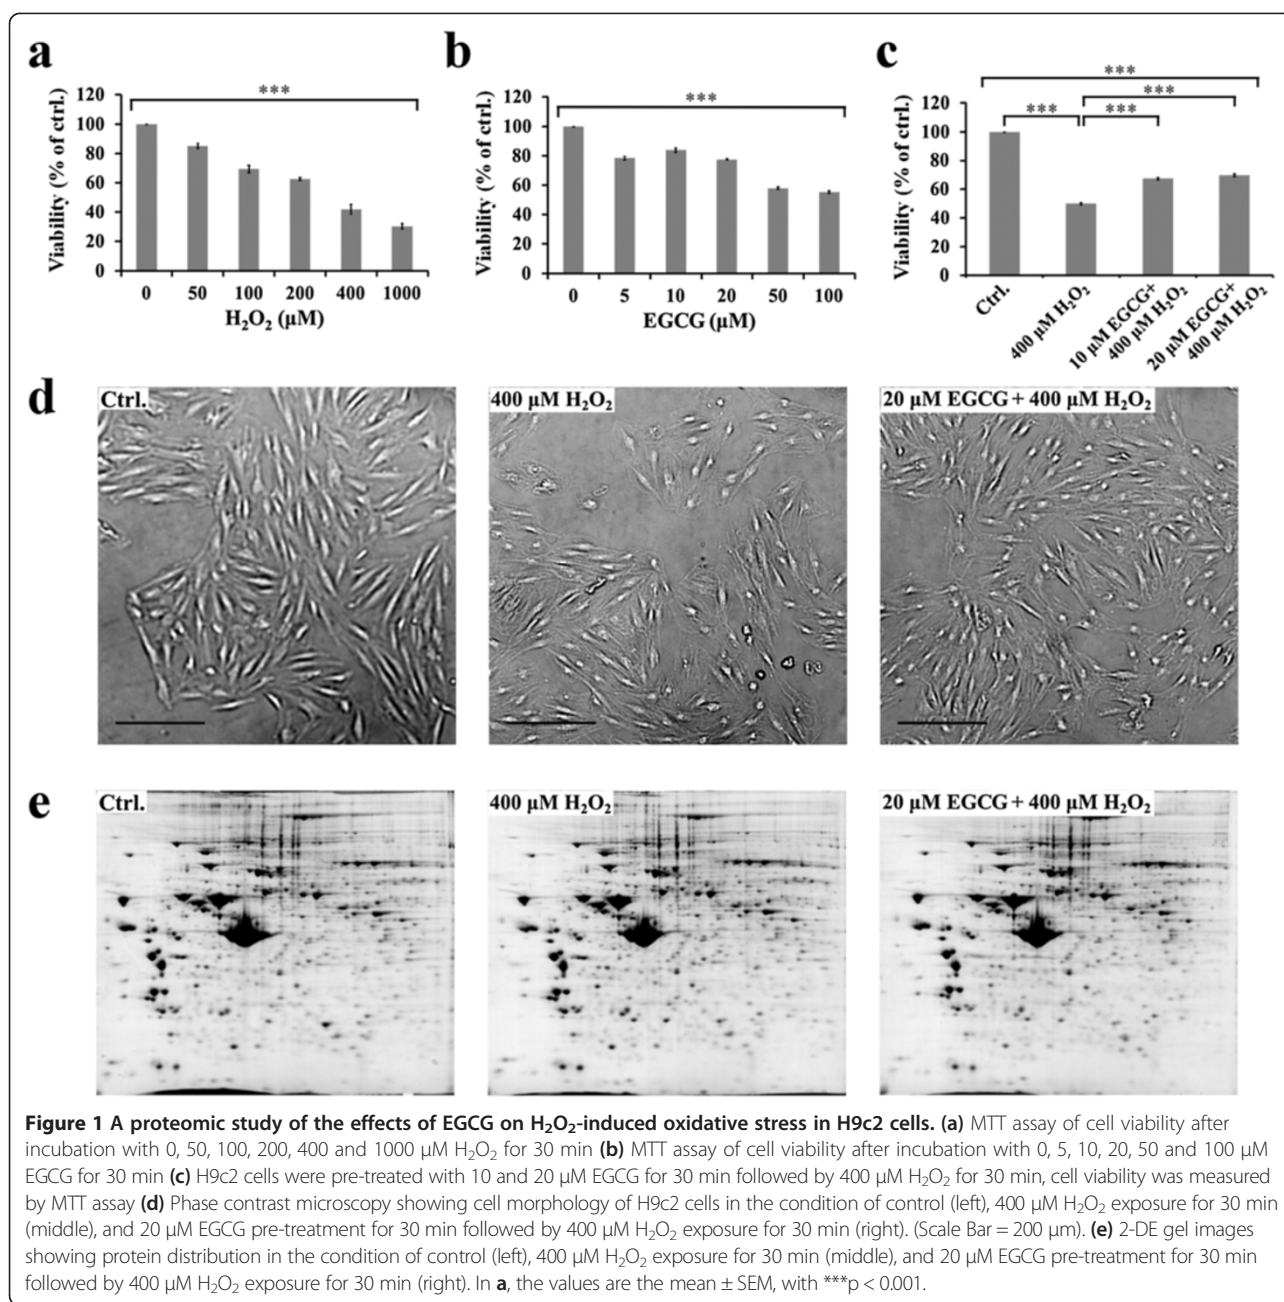 a
***
Viability (% of ctrl.)
120
100
80
60
40
20
0
0 50 100 200 400 1000
H₂O₂ (µM)
b
***
Viability (% of ctrl.)
120
100
80
60
40
20
0
0 5 10 20 50 100
EGCG (µM)
c
***
***
*** ***
Viability (% of ctrl.)
120
100
80
60
40
20
0
Ctrl.
400 µM H₂O₂
10 µM EGCG+
400 µM H₂O₂
20 µM EGCG+
400 µM H₂O₂
d
Ctrl.
400 µM H₂O₂
20 µM EGCG + 400 µM H₂O₂
e
Ctrl.
400 µM H₂O₂
20 µM EGCG + 400 µM H₂O₂
Figure 1 A proteomic study of the effects of EGCG on H₂O₂-induced oxidative stress in H9c2 cells. (a) MTT assay of cell viability after
incubation with 0, 50, 100, 200, 400 and 1000 µM H₂O₂ for 30 min (b) MTT assay of cell viability after incubation with 0, 5, 10, 20, 50 and 100 µM
EGCG for 30 min (c) H9c2 cells were pre-treated with 10 and 20 µM EGCG for 30 min followed by 400 µM H₂O₂ for 30 min, cell viability was measured
by MTT assay (d) Phase contrast microscopy showing cell morphology of H9c2 cells in the condition of control (left), 400 µM H₂O₂ exposure for 30 min
(middle), and 20 µM EGCG pre-treatment for 30 min followed by 400 µM H₂O₂ exposure for 30 min (right). (Scale Bar = 200 µm). (e) 2-DE gel images
showing protein distribution in the condition of control (left), 400 µM H₂O₂ exposure for 30 min (middle), and 20 µM EGCG pre-treatment for 30 min
followed by 400 µM H₂O₂ exposure for 30 min (right). In a, the values are the mean ± SEM, with ***p < 0.001.